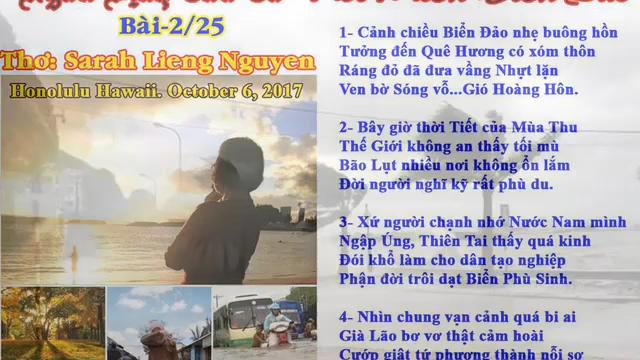 Bài-2/25
Thơ: Sarah Lieng Nguyen
Honolulu Hawaii. October 6, 2017
1- Cảnh chiều Biển Đảo nhẹ buông hồn
Tưởng đến Quê Hương có xóm thôn
Ráng đỏ đã đưa vầng Nhựt lặn
Ven bờ Sóng vỗ...Gió Hoàng Hôn.
2- Bây giờ thời Tiết của Mùa Thu
Thế Giới không an thấy tối mù
Bão Lụt nhiều nơi không ổn lắm
Đời người nghĩ kỹ rất phù du.
3- Xứ người chạnh nhớ Nước Nam mình
Ngập Úng, Thiên Tai thấy quá kinh
Đói khổ làm cho dân tạo nghiệp
Phận đời trôi dạt Biển Phù Sinh.
4- Nhìn chung vạn cảnh quá bi ai
Già Lão bơ vơ thật cảm hoài
Cướp giật tứ phương thành nỗi sợ